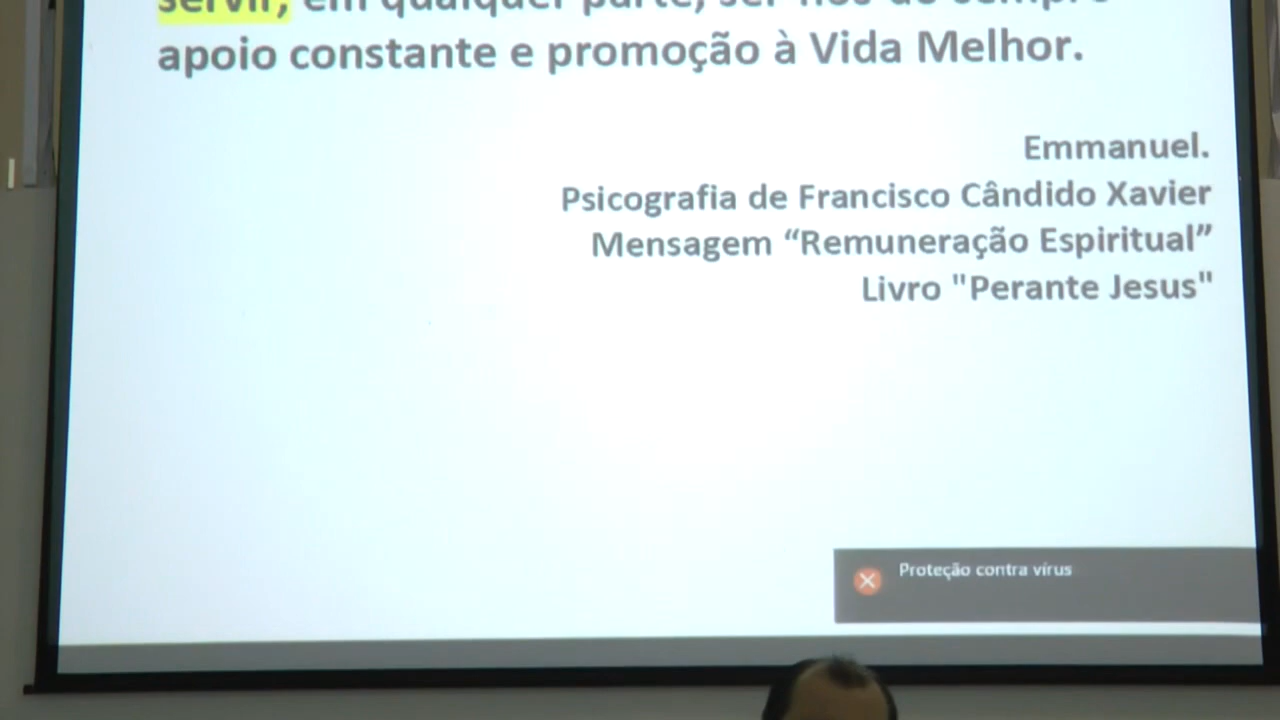 servir, em qualquer parte, ser-nos-á sempre
apoio constante e promoção à Vida Melhor.
Emmanuel.
Psicografia de Francisco Cândido Xavier
Mensagem “Remuneração Espiritual”
Livro "Perante Jesus"
Proteção contra vírus